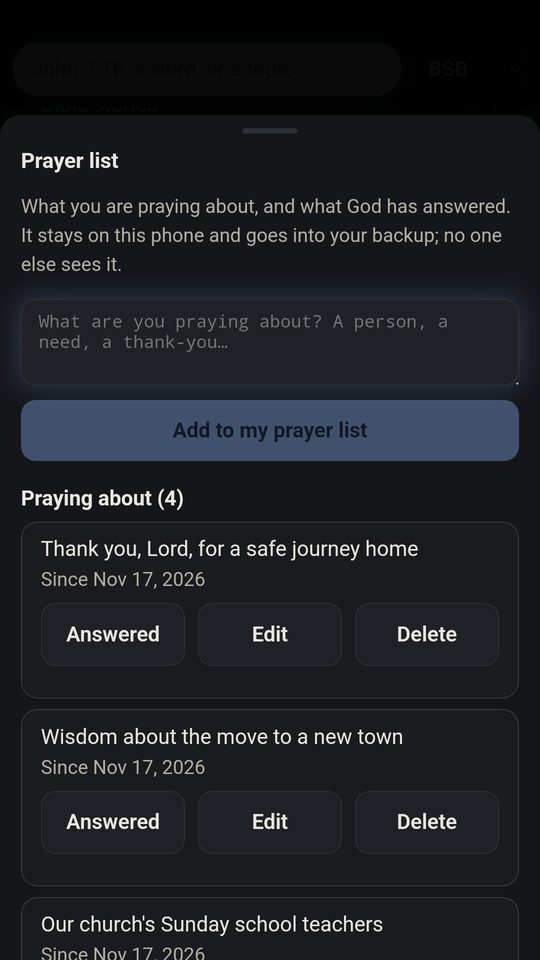 John 3:16, a word, or a topic
BSB
Bible Stories
Prayer list
What you are praying about, and what God has answered.
It stays on this phone and goes into your backup; no one
else sees it.
What are you praying about? A person, a
need, a thank-you…
Add to my prayer list
Praying about (4)
Thank you, Lord, for a safe journey home
Since Nov 17, 2026
Answered Edit Delete
Wisdom about the move to a new town
Since Nov 17, 2026
Answered Edit Delete
Our church's Sunday school teachers
Since Nov 17, 2026